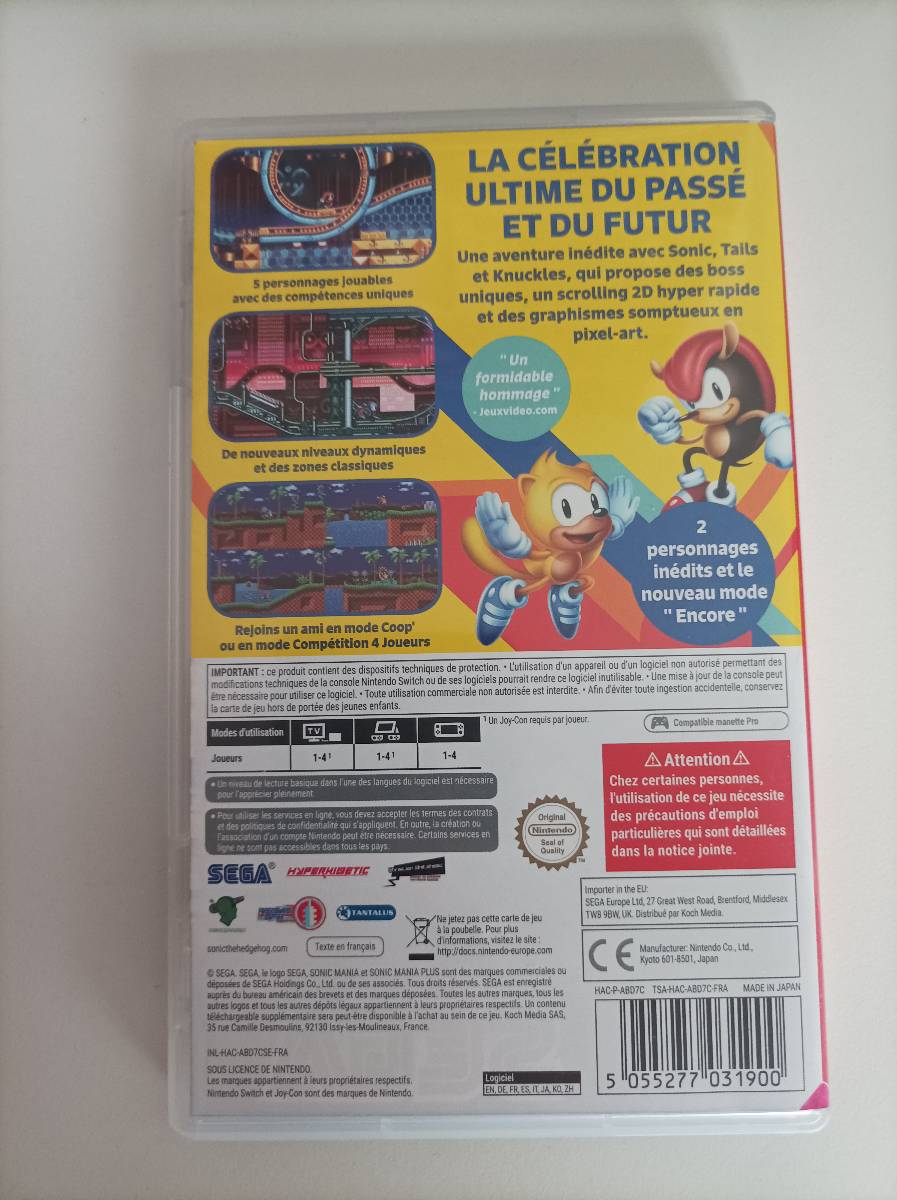 LA CÉLÉBRATION
ULTIME DU PASSÉ
ET DU FUTUR
Une aventure inédite avec Sonic, Tails
et Knuckles, qui propose des boss
uniques, un scrolling 2D hyper rapide
et des graphismes somptueux en
pixel-art.
5 personnages jouables
avec des compétences uniques
"Un
formidable
hommage"
- Jeuxvideo.com
De nouveaux niveaux dynamiques
et des zones classiques
2
personnages
inédits et le
nouveau mode
"Encore"
Rejoins un ami en mode Coop'
ou en mode Compétition 4 Joueurs
IMPORTANT : ce produit contient des dispositifs techniques de protection. • L'utilisation d'un appareil ou d'un logiciel non autorisé permettant des
modifications techniques de la console Nintendo Switch ou de ses logiciels pourrait rendre ce logiciel inutilisable. • Une mise à jour de la console peut
être nécessaire pour utiliser ce logiciel. • Toute utilisation commerciale non autorisée est interdite. • Afin d'éviter toute ingestion accidentelle, conservez
la carte de jeu hors de portée des jeunes enfants.
Modes d'utilisation
TV
Joueurs
1-4¹
1-4¹
1-4
¹ Un Joy-Con requis par joueur.
Compatible manette Pro
• Un niveau de lecture basique dans l'une des langues du logiciel est nécessaire
pour l'apprécier pleinement.
• Pour utiliser les services en ligne, vous devez accepter les termes des contrats
et des politiques de confidentialité qui s'appliquent. En outre, la création ou
l'association d'un compte Nintendo peut être nécessaire. Certains services en
ligne ne sont pas accessibles dans tous les pays.
Original
Nintendo
Seal of
Quality
TM
⚠ Attention ⚠
Chez certaines personnes,
l'utilisation de ce jeu nécessite
des précautions d'emploi
particulières qui sont détaillées
dans la notice jointe.
SEGA®
HYPERKINETIC
TANTALUS
sonicthehedgehog.com
Texte en français
Ne jetez pas cette carte de jeu
à la poubelle. Pour plus
d'informations, visitez le site :
http://docs.nintendo-europe.com
Importer in the EU:
SEGA Europe Ltd, 27 Great West Road, Brentford, Middlesex
TW8 9BW, UK. Distribué par Koch Media.
CE
Manufacturer: Nintendo Co., Ltd.,
Kyoto 601-8501, Japan
© SEGA. SEGA, le logo SEGA, SONIC MANIA et SONIC MANIA PLUS sont des marques commerciales ou
déposées de SEGA Holdings Co., Ltd. ou de ses associés. Tous droits réservés. SEGA est enregistré
auprès du bureau américain des brevets et des marques déposées. Toutes les autres marques, tous les
autres logos et tous les autres dépôts légaux appartiennent à leurs propriétaires respectifs. Un contenu
téléchargeable supplémentaire sera peut-être disponible à l'achat au sein de ce jeu. Koch Media SAS,
35 rue Camille Desmoulins, 92130 Issy-les-Moulineaux, France.
HAC-P-ABD7C TSA-HAC-ABD7C-FRA MADE IN JAPAN
INL-HAC-ABD7CSE-FRA
SOUS LICENCE DE NINTENDO.
Les marques appartiennent à leurs propriétaires respectifs.
Nintendo Switch et Joy-Con sont des marques de Nintendo.
Logiciel
EN, DE, FR, ES, IT, JA, KO, ZH
5 055277 031900